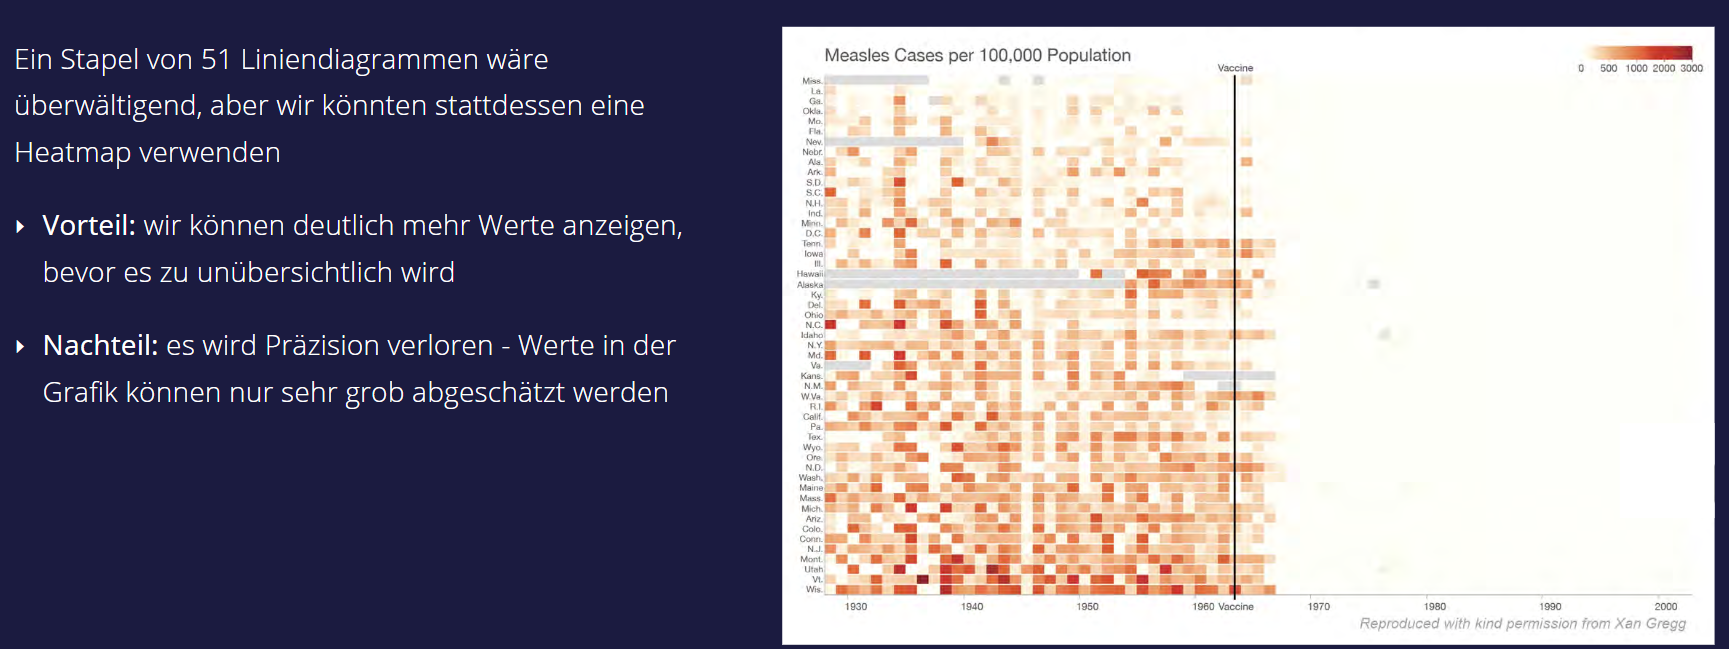 Ein Stapel von 51 Liniendiagrammen wäre
überwältigend, aber wir könnten stattdessen eine
Heatmap verwenden
Vorteil: wir können deutlich mehr Werte anzeigen,
bevor es zu unübersichtlich wird
Nachteil: es wird Präzision verloren - Werte in der
Grafik können nur sehr grob abgeschätzt werden
Measles Cases per 100,000 Population
Vaccine
0 500 1000 2000 3000
Miss.
La.
Ga.
Okla.
Mo.
Fla.
Nev.
Nebr.
Ala.
Ark.
S.D.
S.C.
N.H.
Ind.
Minn.
D.C.
Tenn.
Iowa
Ill.
Hawaii
Alaska
Ky.
Del.
Ohio
N.C.
Idaho
N.Y.
Md.
Va.
Kans.
N.M.
W.Va.
R.I.
Calif.
Pa.
Tex.
Wyo.
Ore.
N.D.
Wash.
Maine
Mass.
Mich.
Ariz.
Colo.
Conn.
N.J.
Mont.
Utah
Vt.
Wis.
1930 1940 1950 1960 Vaccine 1970 1980 1990 2000
Reproduced with kind permission from Xan Gregg